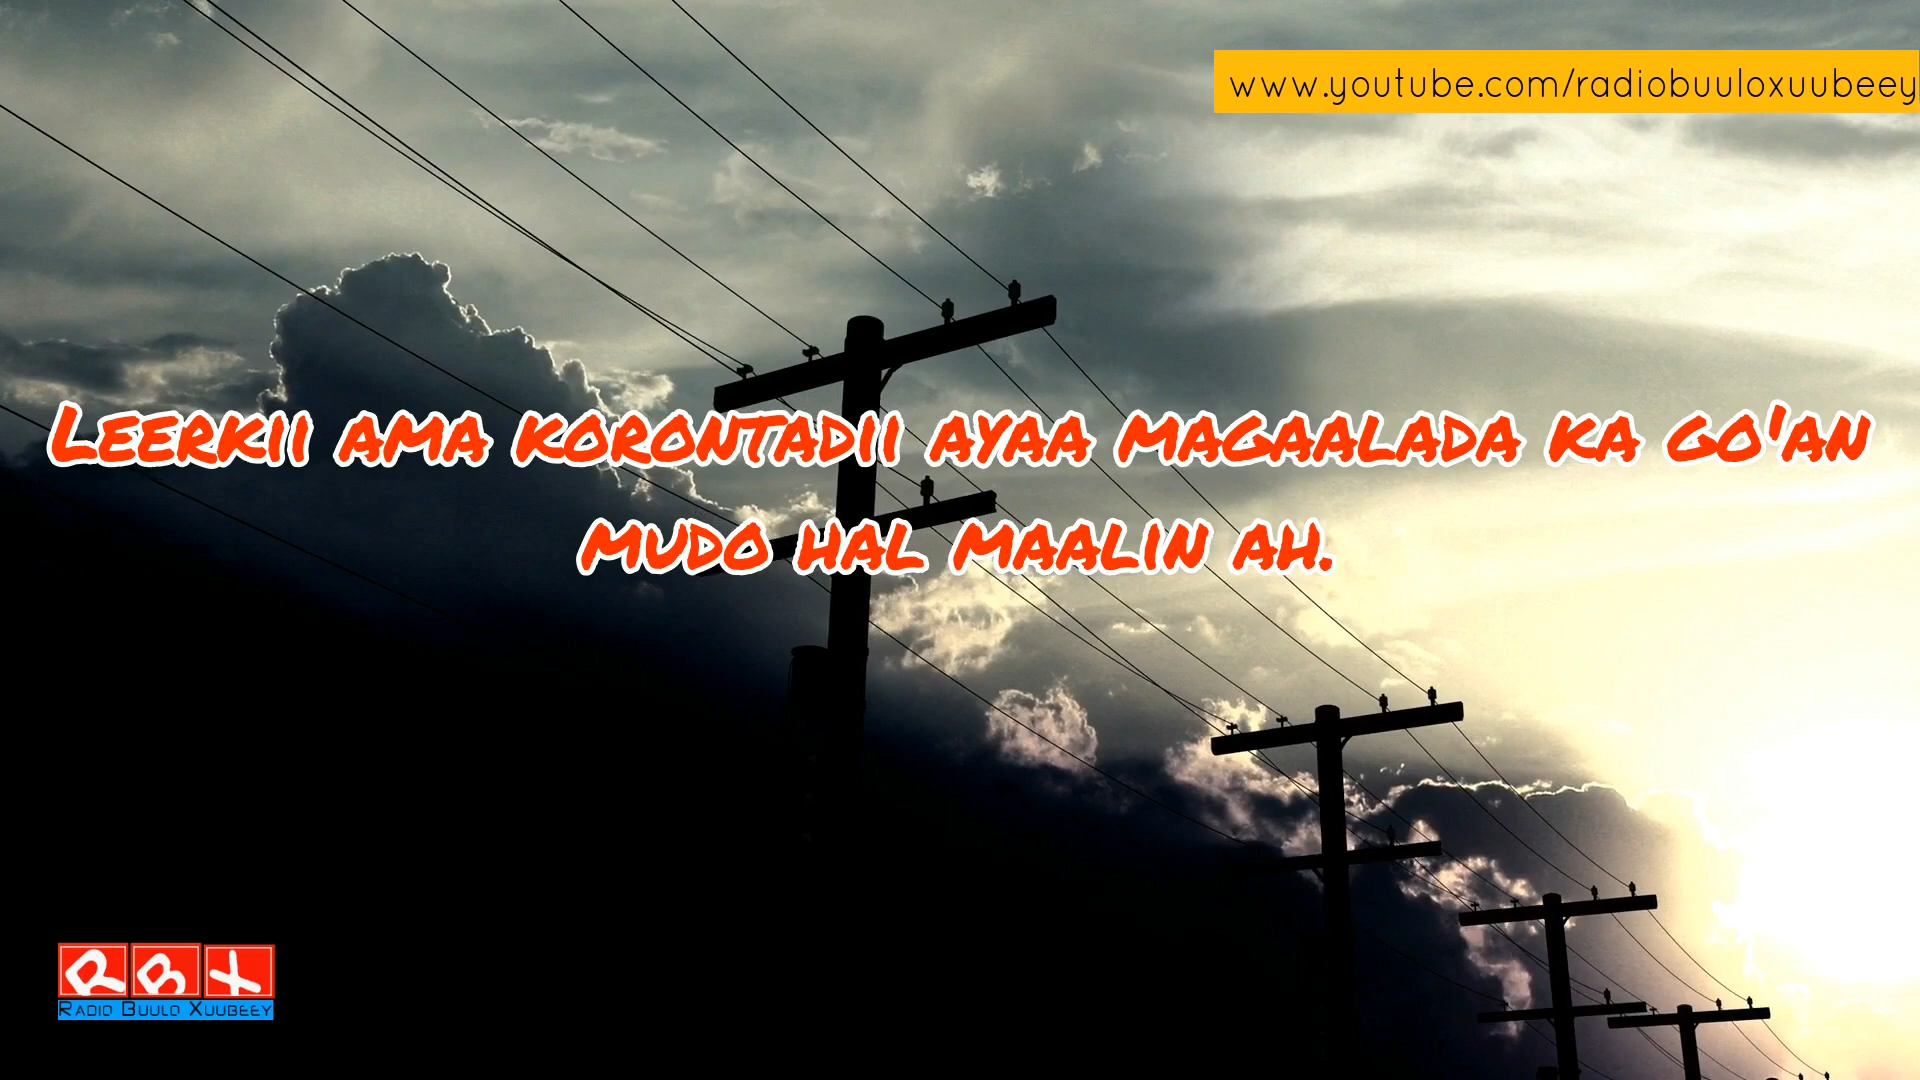 www.youtube.com/radiobuuloxuubeey
Leerkii ama korontadii ayaa magaalada ka go'an
mudo hal maalin ah.
RBX
Radio Buulo Xuubeey